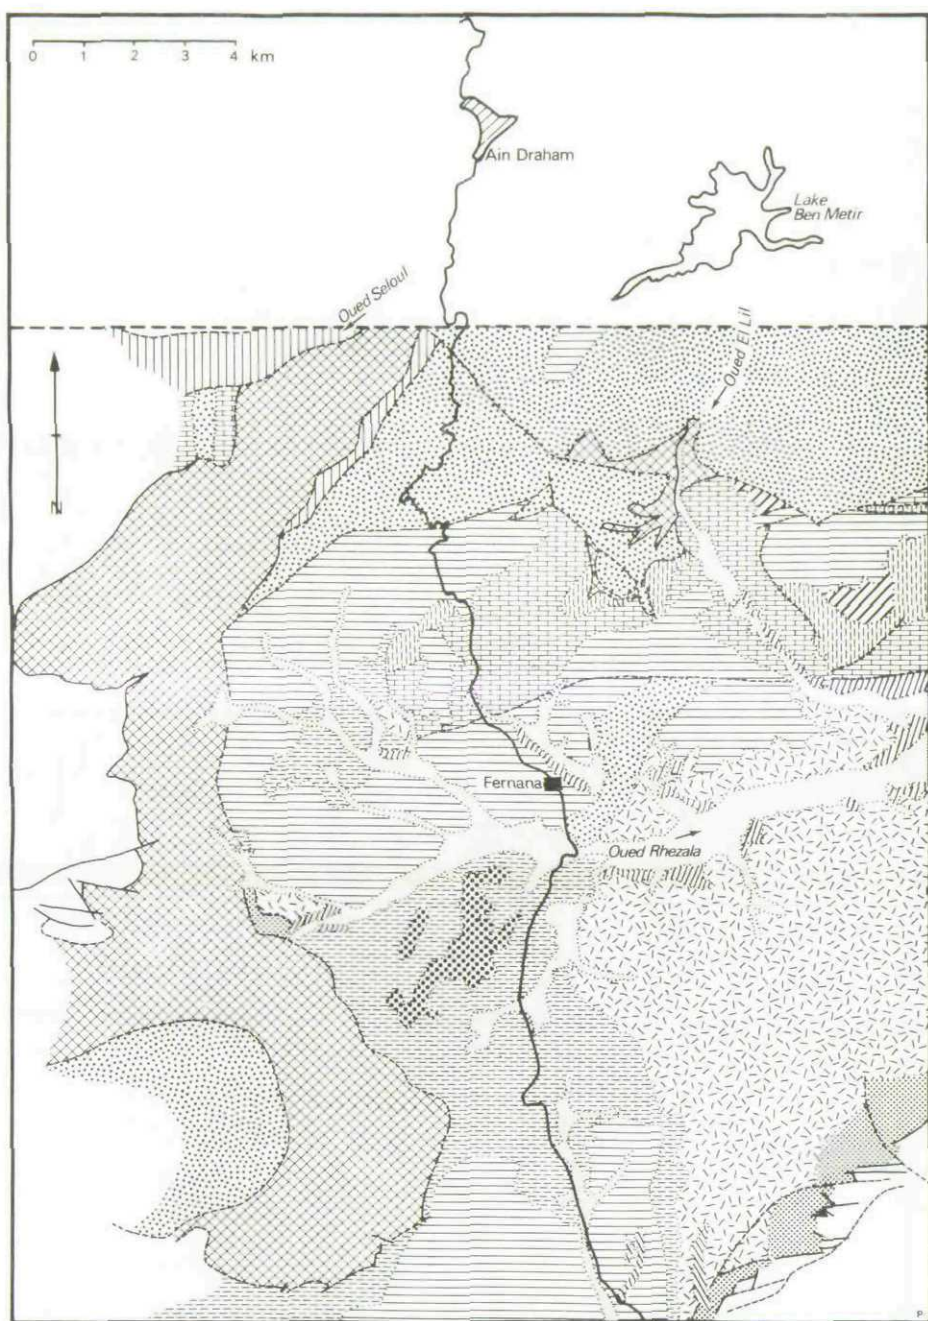 0 1 2 3 4 km
Ain Draham
Lake
Ben Metir
Oued Seloul
Oued El Lil
N
Fernana
Oued Rhezala
P.